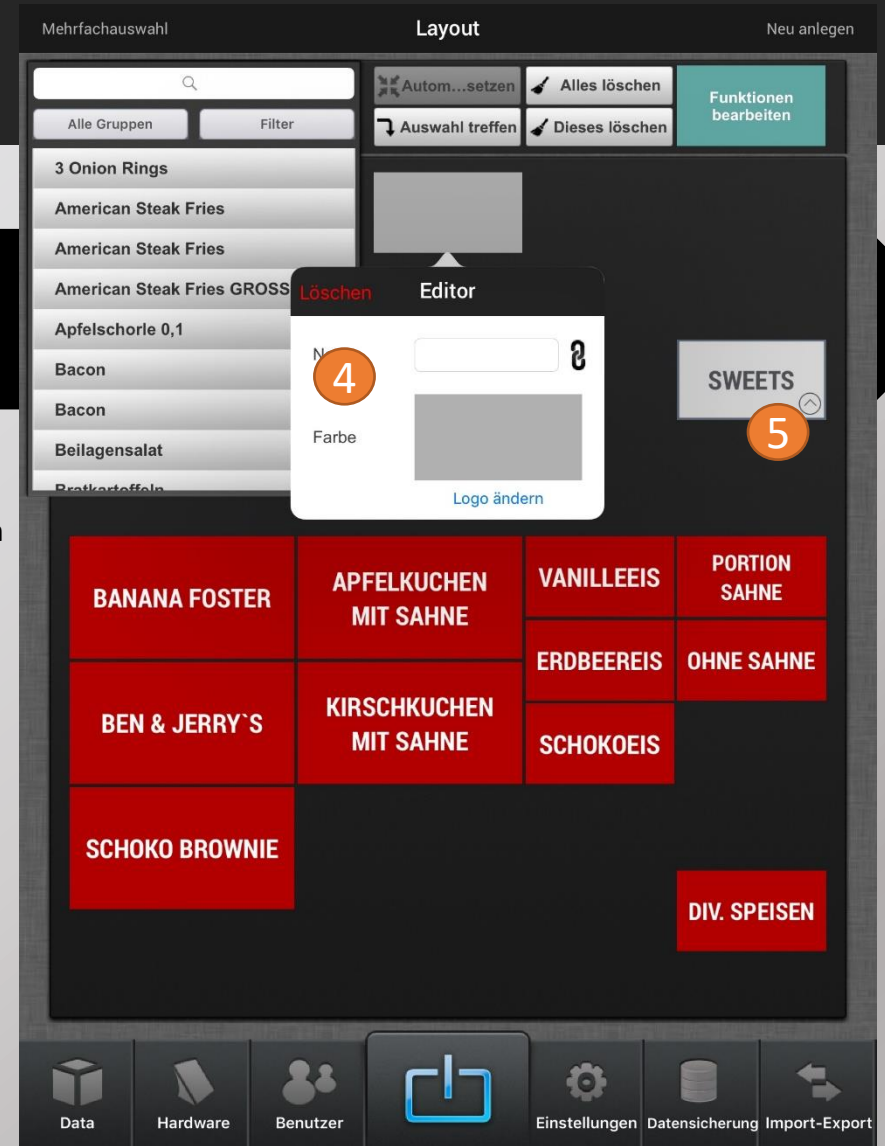 Mehrfachauswahl
Layout
Neu anlegen
Autom...setzen
Alles löschen
Funktionen
bearbeiten
Alle Gruppen
Filter
Auswahl treffen
Dieses löschen
3 Onion Rings
American Steak Fries
American Steak Fries
American Steak Fries GROSS
Apfelschorle 0,1
Bacon
Bacon
Beilagensalat
Löschen
Editor
4
Farbe
Logo ändern
SWEETS
5
BANANA FOSTER
APFELKUCHEN
MIT SAHNE
VANILLEEIS
PORTION
SAHNE
ERDBEEREIS
OHNE SAHNE
BEN & JERRY`S
KIRSCHKUCHEN
MIT SAHNE
SCHOKOEIS
SCHOKO BROWNIE
DIV. SPEISEN
Data
Hardware
Benutzer
Einstellungen
Datensicherung
Import-Export